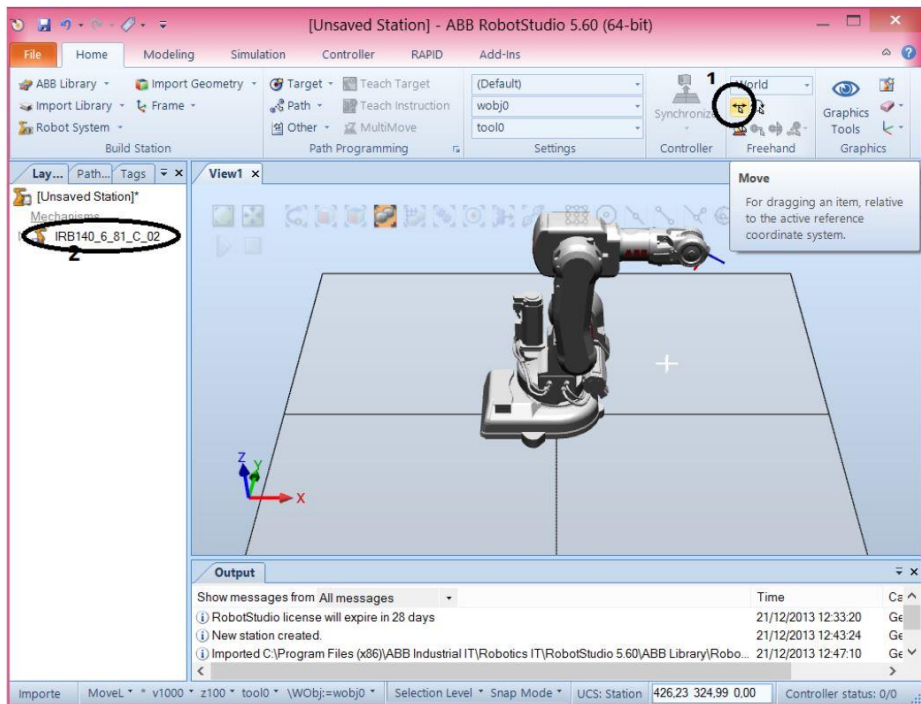 [Unsaved Station] - ABB RobotStudio 5.60 (64-bit)
File Home Modeling Simulation Controller RAPID Add-Ins
ABB Library Import Geometry Target Teach Target (Default) 1 World
Import Library Frame Path Teach Instruction wobj0 Synchronize Graphics
Robot System Other MultiMove tool0 Tools
Build Station Path Programming Settings Controller Freehand Graphics
Lay... Path... Tags View1
Move
[Unsaved Station]*
For dragging an item, relative
Mechanisms
to the active reference
IRB140_6_81_C_02
coordinate system.
2
ABB
Z
Y
X
Output
Show messages from All messages Time Ca
RobotStudio license will expire in 28 days 21/12/2013 12:33:20 Ge
New station created. 21/12/2013 12:43:24 Ge
Imported C:\Program Files (x86)\ABB Industrial IT\Robotics IT\RobotStudio 5.60\ABB Library\Robo... 21/12/2013 12:47:10 Ge
Importe MoveL * v1000 z100 tool0 \WObj:=wobj0 Selection Level Snap Mode UCS: Station 426,23 324,99 0,00 Controller status: 0/0